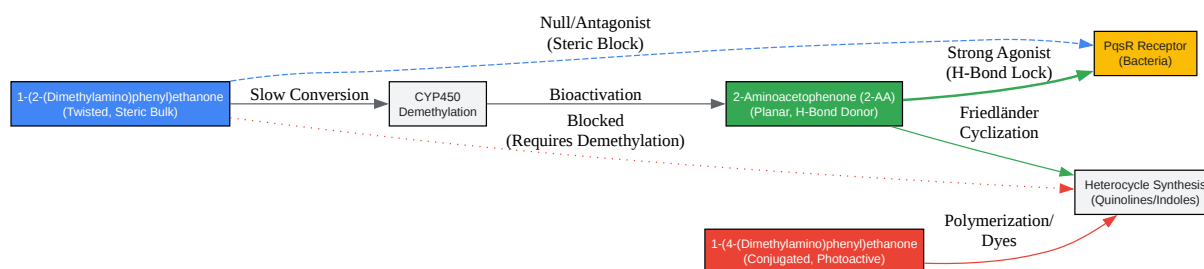 Null/Antagonist
(Steric Block)
PqsR Receptor
(Bacteria)
Strong Agonist
(H-Bond Lock)
1-(2-(Dimethylamino)phenyl)ethanone
(Twisted, Steric Bulk)
Slow Conversion
CYP450
Demethylation
Bioactivation
2-Aminoacetophenone (2-AA)
(Planar, H-Bond Donor)
Blocked
(Requires Demethylation)
Friedländer
Cyclization
Heterocycle Synthesis
(Quinolines/Indoles)
1-(4-(Dimethylamino)phenyl)ethanone
(Conjugated, Photoactive)
Polymerization/
Dyes